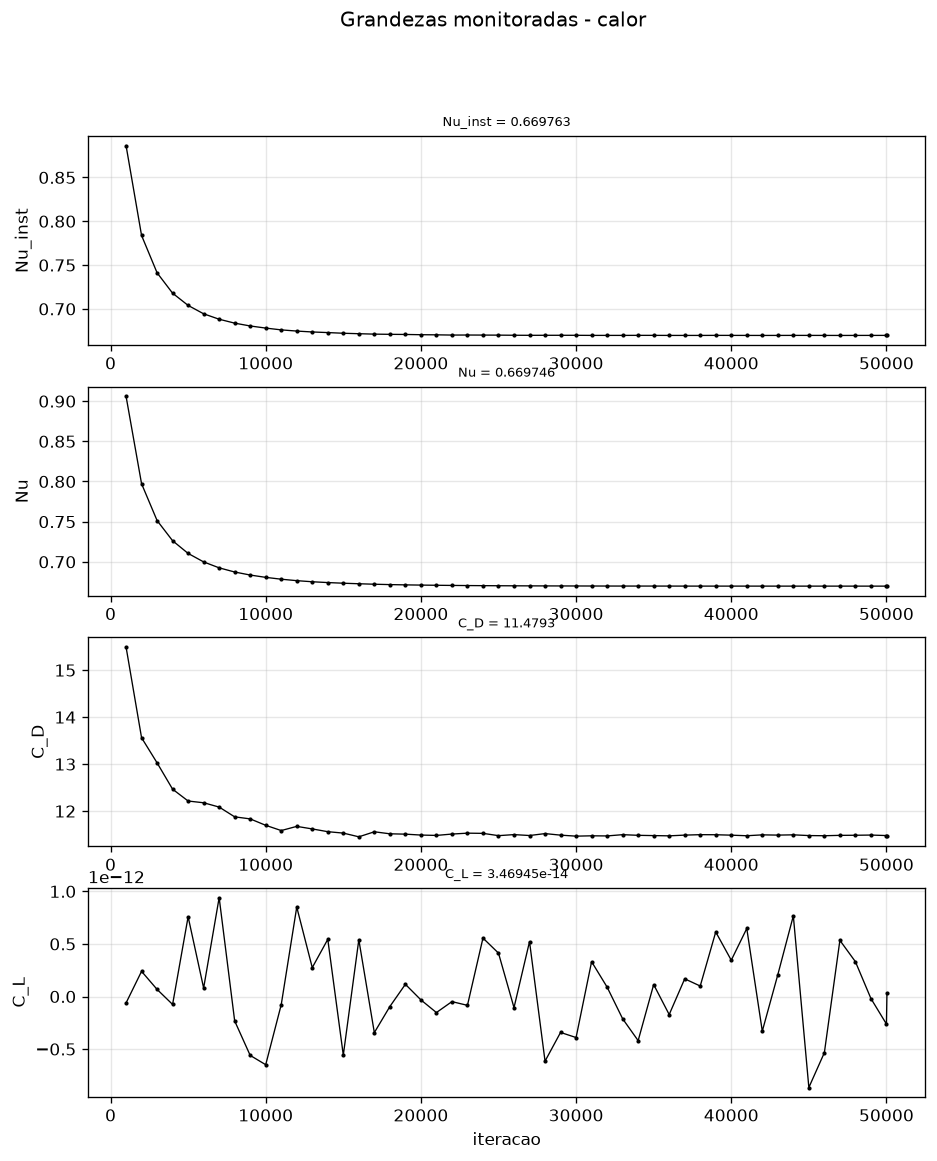 Grandezas monitoradas - calor
Nu_inst = 0.669763
Nu_inst
0.85
0.80
0.75
0.70
0 10000 20000 30000 40000 50000
Nu = 0.669746
Nu
0.90
0.85
0.80
0.75
0.70
0 10000 20000 30000 40000 50000
C_D = 11.4793
C_D
15
14
13
12
0 10000 20000 30000 40000 50000
1e−12
C_L = 3.46945e-14
C_L
1.0
0.5
0.0
−0.5
0 10000 20000 30000 40000 50000
iteracao